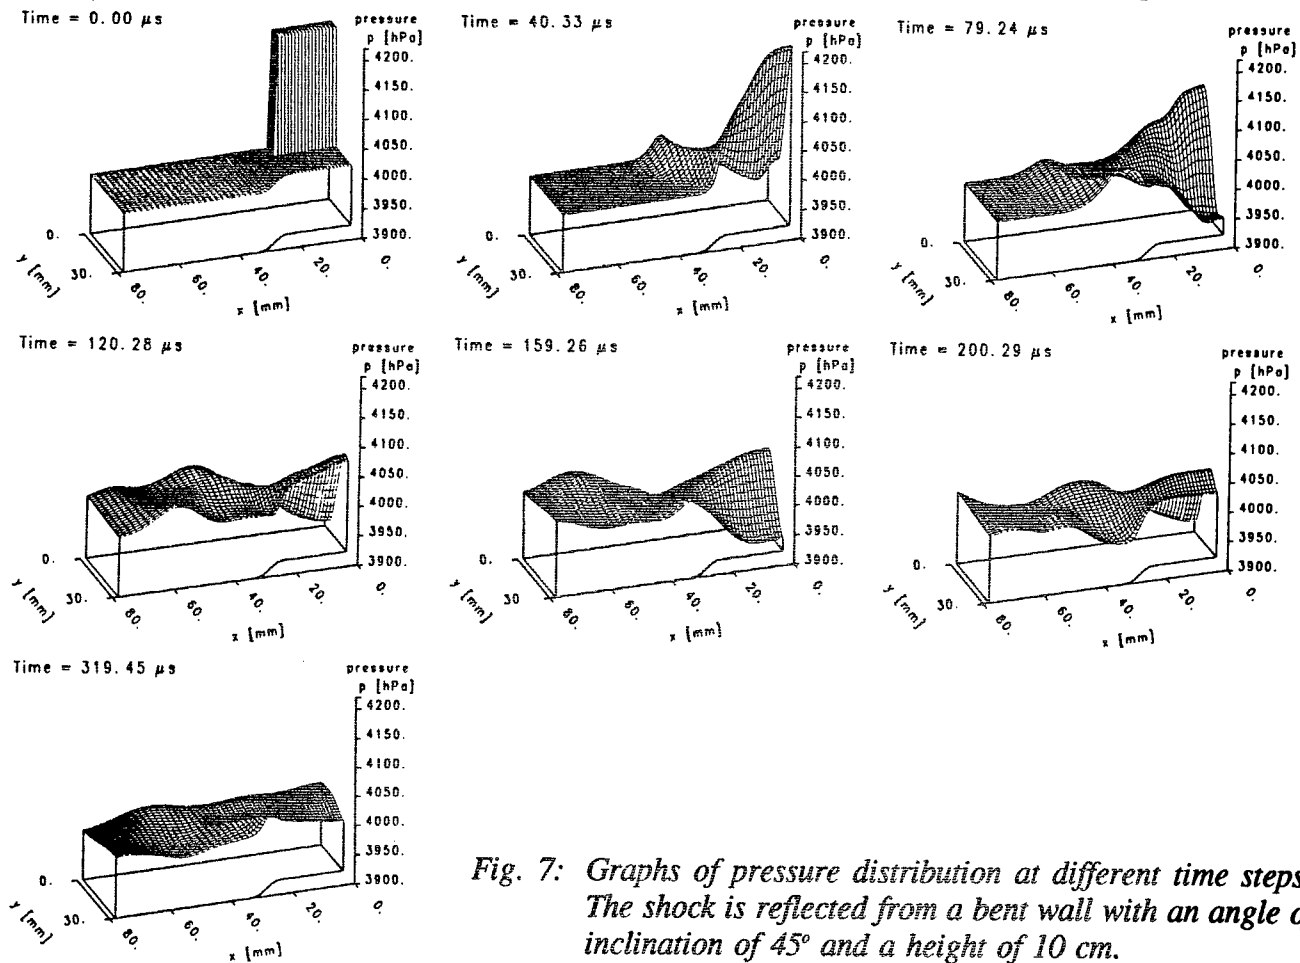 Time = 0.00 μs
pressure
p [hPa]
4200.
4150.
4100.
4050.
4000.
3950.
3900.
0.
30.
y [mm]
80.
60.
40.
20.
0.
x [mm]
Time = 40.33 μs
pressure
p [hPa]
4200.
4150.
4100.
4050.
4000.
3950.
3900.
0.
30.
y [mm]
80.
60.
40.
20.
0.
x [mm]
Time = 79.24 μs
pressure
p [hPa]
4200.
4150.
4100.
4050.
4000.
3950.
3900.
0.
30.
y [mm]
80.
60.
40.
20.
0.
x [mm]
Time = 120.28 μs
pressure
p [hPa]
4200.
4150.
4100.
4050.
4000.
3950.
3900.
0.
30.
y [mm]
80.
60.
40.
20.
0.
x [mm]
Time = 159.26 μs
pressure
p [hPa]
4200.
4150.
4100.
4050.
4000.
3950.
3900.
0.
30.
y [mm]
80.
60.
40.
20.
0.
x [mm]
Time = 200.29 μs
pressure
p [hPa]
4200.
4150.
4100.
4050.
4000.
3950.
3900.
0.
30.
y [mm]
80.
60.
40.
20.
0.
x [mm]
Time = 319.45 μs
pressure
p [hPa]
4200.
4150.
4100.
4050.
4000.
3950.
3900.
0.
30.
y [mm]
80.
60.
40.
20.
0.
x [mm]
Fig. 7: Graphs of pressure distribution at different time steps
The shock is reflected from a bent wall with an angle o
inclination of 45° and a height of 10 cm.